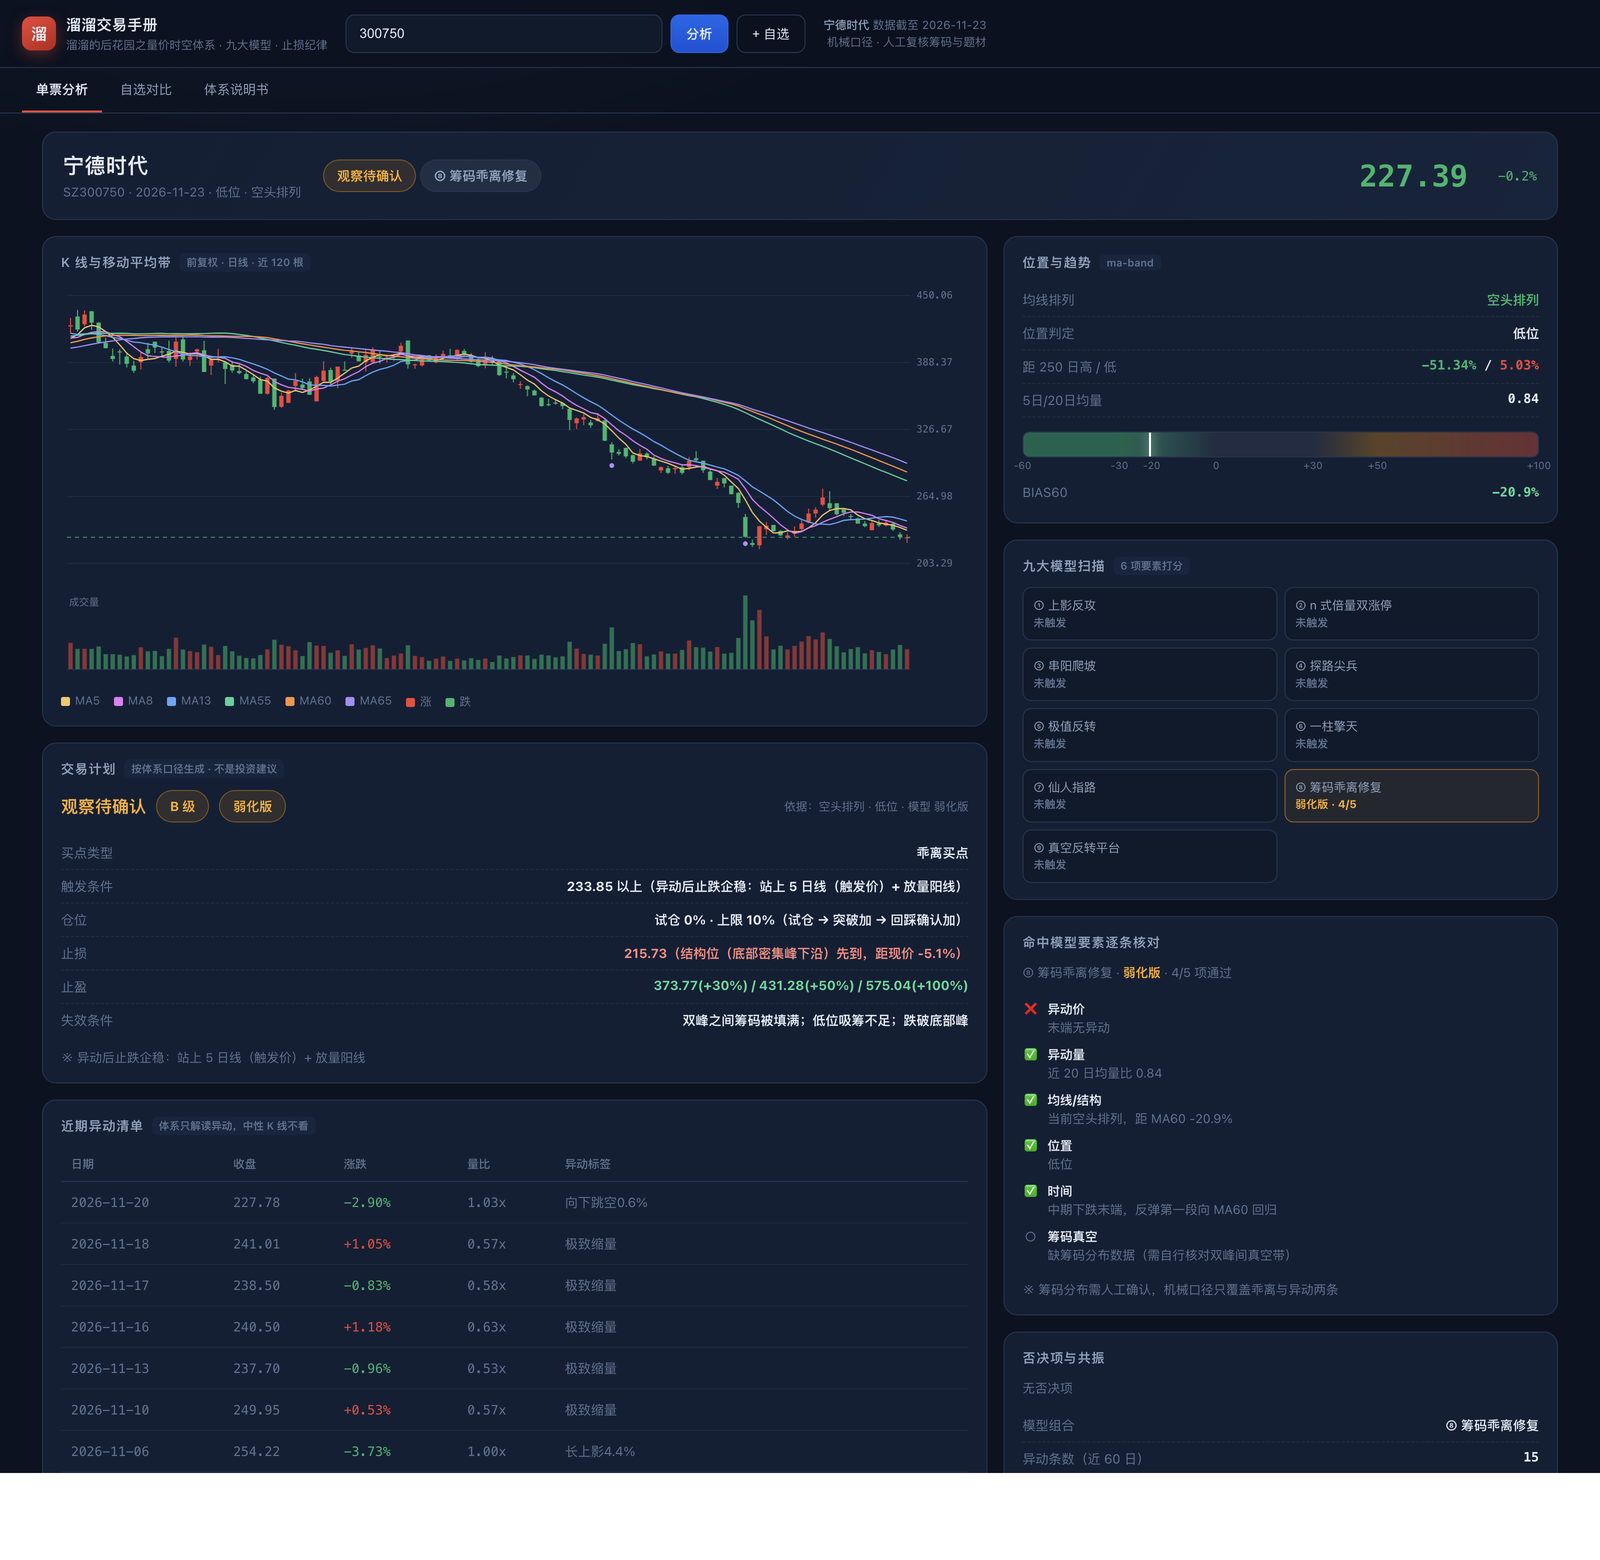 溜
溜溜交易手册
溜溜的后花园之量价时空体系 · 九大模型 · 止损纪律
300750
分析
+ 自选
宁德时代 数据截至 2026-11-23
机械口径 · 人工复核筹码与题材
单票分析
自选对比
体系说明书
宁德时代
SZ300750 · 2026-11-23 · 低位 · 空头排列
观察待确认
⑧ 筹码乖离修复
227.39
-0.2%
K 线与移动平均带
前复权 · 日线 · 近 120 根
450.06
388.37
326.67
264.98
203.29
成交量
MA5
MA8
MA13
MA55
MA60
MA65
涨
跌
交易计划
按体系口径生成 · 不是投资建议
观察待确认
B 级
弱化版
依据：空头排列 · 低位 · 模型 弱化版
买点类型
乖离买点
触发条件
233.85 以上（异动后止跌企稳：站上 5 日线（触发价）+ 放量阳线）
仓位
试仓 0% · 上限 10%（试仓 → 突破加 → 回踩确认加）
止损
215.73（结构位（底部密集峰下沿）先到，距现价 -5.1%）
止盈
373.77(+30%) / 431.28(+50%) / 575.04(+100%)
失效条件
双峰之间筹码被填满；低位吸筹不足；跌破底部峰
※ 异动后止跌企稳：站上 5 日线（触发价）+ 放量阳线
近期异动清单
体系只解读异动，中性 K 线不看
日期 收盘 涨跌 量比 异动标签
2026-11-20 227.78 -2.90% 1.03x 向下跳空0.6%
2026-11-18 241.01 +1.05% 0.57x 极致缩量
2026-11-17 238.50 -0.83% 0.58x 极致缩量
2026-11-16 240.50 +1.18% 0.63x 极致缩量
2026-11-13 237.70 -0.96% 0.53x 极致缩量
2026-11-10 249.95 +0.53% 0.57x 极致缩量
2026-11-06 254.22 -3.73% 1.00x 长上影4.4%
位置与趋势
ma-band
均线排列
空头排列
位置判定
低位
距 250 日高 / 低
-51.34% / 5.03%
5日/20日均量
0.84
-60 -30 -20 0 +30 +50 +100
BIAS60
-20.9%
九大模型扫描
6 项要素打分
① 上影反攻
未触发
② n 式倍量双涨停
未触发
③ 串阳爬坡
未触发
④ 探路尖兵
未触发
⑤ 极值反转
未触发
⑥ 一柱擎天
未触发
⑦ 仙人指路
未触发
⑧ 筹码乖离修复
弱化版 · 4/5
⑨ 真空反转平台
未触发
命中模型要素逐条核对
⑧ 筹码乖离修复 · 弱化版 · 4/5 项通过
异动价
末端无异动
异动量
近 20 日均量比 0.84
均线/结构
当前空头排列，距 MA60 -20.9%
位置
低位
时间
中期下跌末端，反弹第一段向 MA60 回归
筹码真空
缺筹码分布数据（需自行核对双峰间真空带）
※ 筹码分布需人工确认，机械口径只覆盖乖离与异动两条
否决项与共振
无否决项
模型组合
⑧ 筹码乖离修复
异动条数（近 60 日）
15